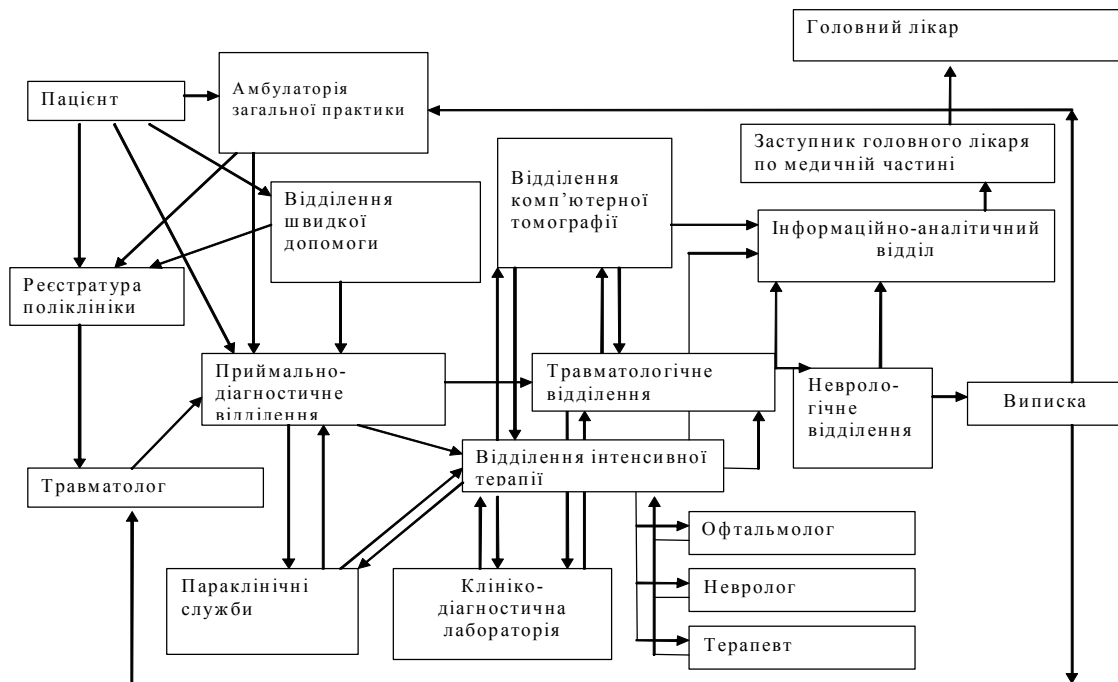 Головний лікар
Пацієнт
Амбулаторія
загальної практики
Заступник головного лікаря
по медичній частині
Відділення
швидкої
допомоги
Відділення
комп’ютерної
томографії
Інформаційно-аналітичний
відділ
Реєстратура
поліклініки
Приймально-
діагностичне
відділення
Травматологічне
відділення
Невроло-
гічне
відділення
Виписка
Травматолог
Відділення інтенсивної
терапії
Офтальмолог
Параклінічні
служби
Клініко-
діагностична
лабораторія
Невролог
Терапевт